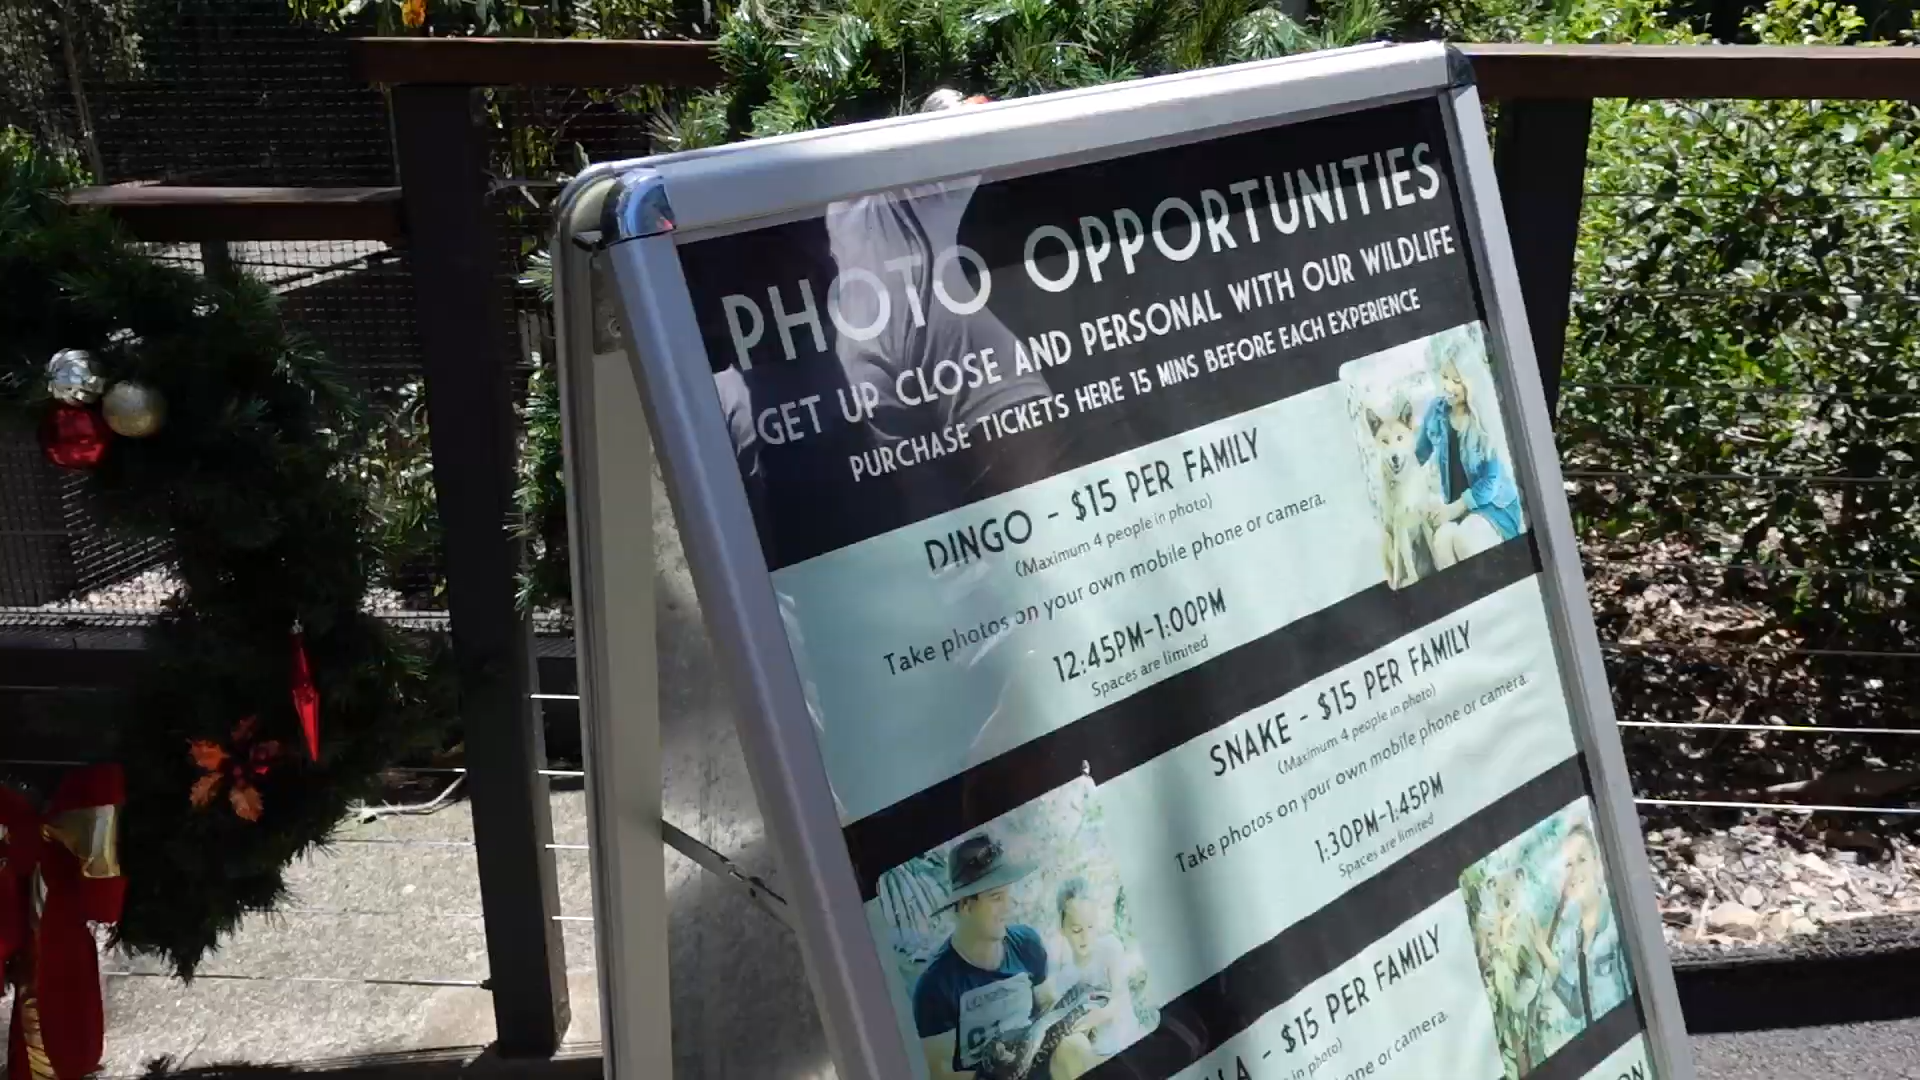 PHOTO OPPORTUNITIES
GET UP CLOSE AND PERSONAL WITH OUR WILDLIFE
PURCHASE TICKETS HERE 15 MINS BEFORE EACH EXPERIENCE
DINGO - $15 PER FAMILY
(Maximum 4 people in photo)
Take photos on your own mobile phone or camera.
12:45PM-1:00PM
Spaces are limited
SNAKE - $15 PER FAMILY
(Maximum 4 people in photo)
Take photos on your own mobile phone or camera.
1:30PM-1:45PM
Spaces are limited
- $15 PER FAMILY
in photo)
or camera.